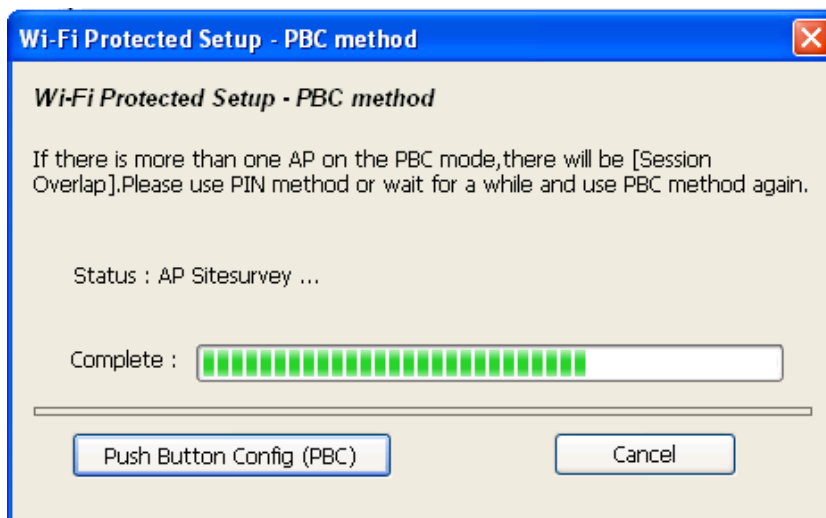 Wi-Fi Protected Setup - PBC method
Wi-Fi Protected Setup - PBC method
If there is more than one AP on the PBC mode,there will be [Session
Overlap].Please use PIN method or wait for a while and use PBC method again.
Status : AP Sitesurvey ...
Complete :
Push Button Config (PBC)
Cancel